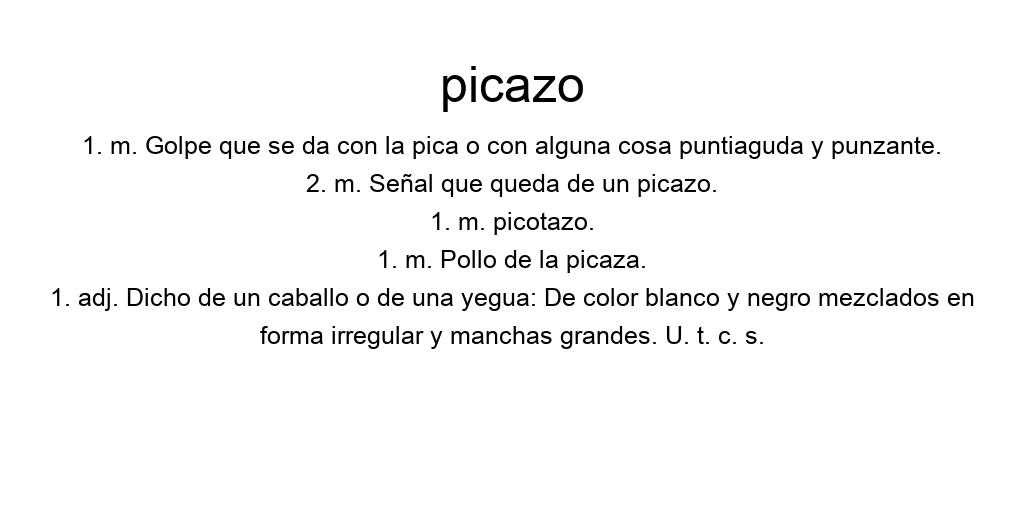 picazo
1. m. Golpe que se da con la pica o con alguna cosa puntiaguda y punzante.
2. m. Señal que queda de un picazo.
1. m. picotazo.
1. m. Pollo de la picaza.
1. adj. Dicho de un caballo o de una yegua: De color blanco y negro mezclados en
forma irregular y manchas grandes. U. t. c. s.